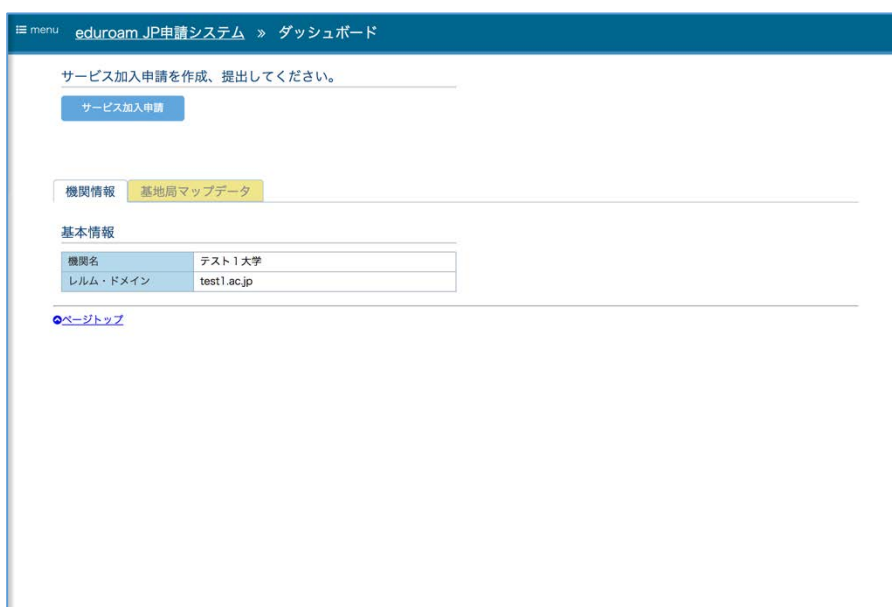 menu eduroam JP申請システム » ダッシュボード
サービス加入申請を作成、提出してください。
サービス加入申請
機関情報 基地局マップデータ
基本情報
機関名 テスト1大学
レルム・ドメイン test1.ac.jp
ページトップ